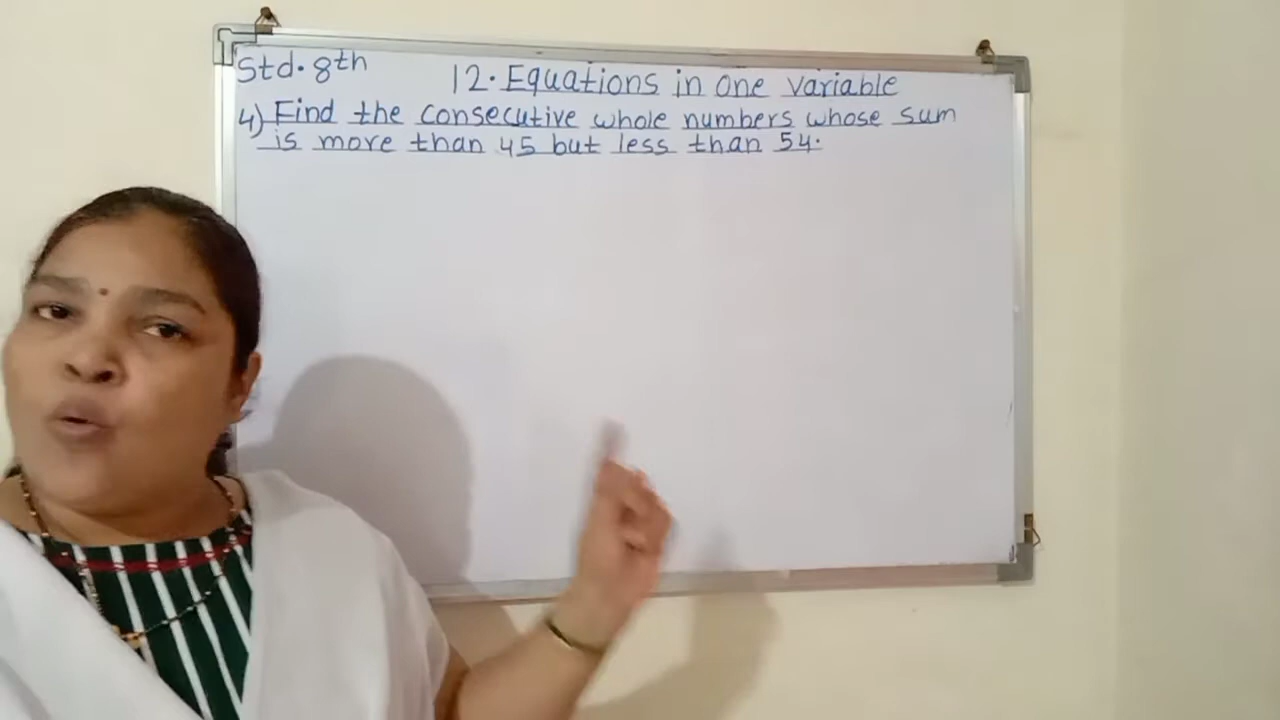 Std. 8th
12. Equations in one variable
4) Find the consecutive whole numbers whose sum
is more than 45 but less than 54.